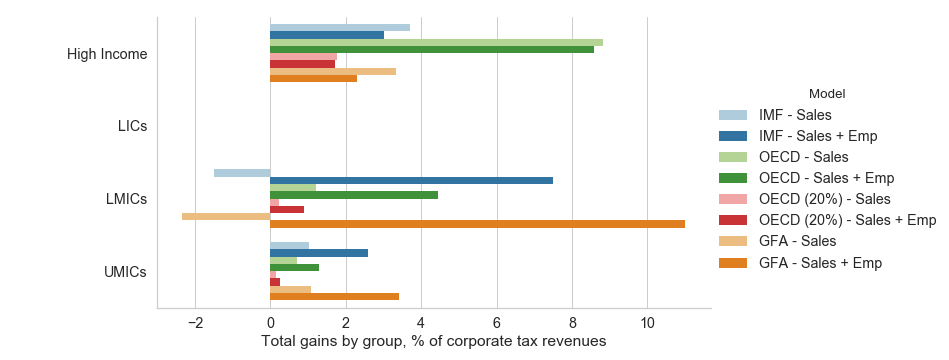 High Income
LICs
LMICs
UMICs
−2 0 2 4 6 8 10
Total gains by group, % of corporate tax revenues
Model
IMF - Sales
IMF - Sales + Emp
OECD - Sales
OECD - Sales + Emp
OECD (20%) - Sales
OECD (20%) - Sales + Emp
GFA - Sales
GFA - Sales + Emp